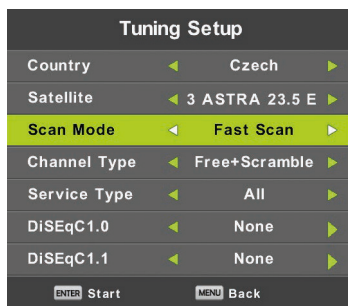 Tuning Setup
Country Czech
Satellite 3 ASTRA 23.5 E
Scan Mode Fast Scan
Channel Type Free+Scramble
Service Type All
DiSEqC1.0 None
DiSEqC1.1 None
ENTER Start MENU Back